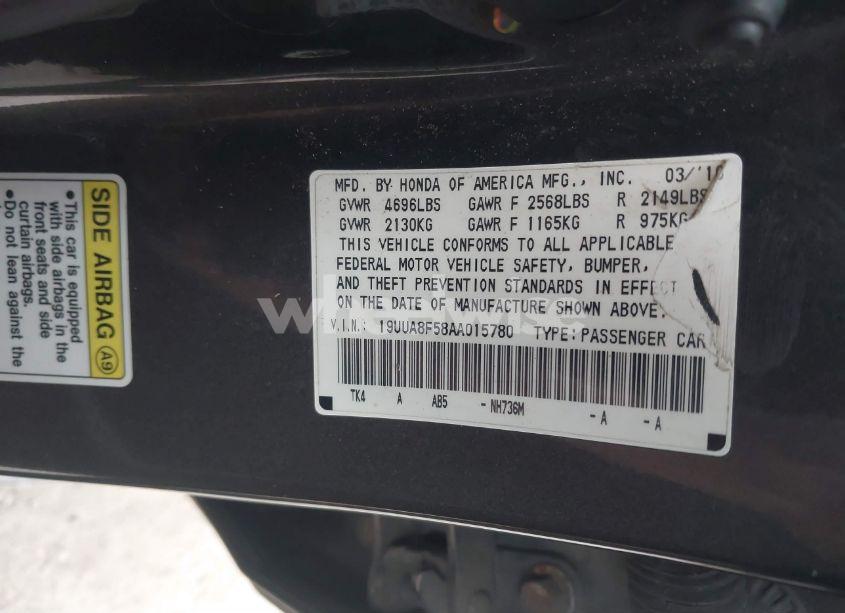 SIDE AIRBAG A9
•This car is equipped
with side airbags in the
front seats and side
curtain airbags.
•Do not lean against the
MFD. BY HONDA OF AMERICA MFG., INC. 03/'10
GVWR 4696LBS GAWR F 2568LBS R 2149LBS
GVWR 2130KG GAWR F 1165KG R 975KG
THIS VEHICLE CONFORMS TO ALL APPLICABLE
FEDERAL MOTOR VEHICLE SAFETY, BUMPER,
AND THEFT PREVENTION STANDARDS IN EFFECT
ON THE DATE OF MANUFACTURE SHOWN ABOVE.
V.I.N.: 19UUA8F58AA015780 TYPE:PASSENGER CAR
TK4 A AB5 -NH736M -A -A